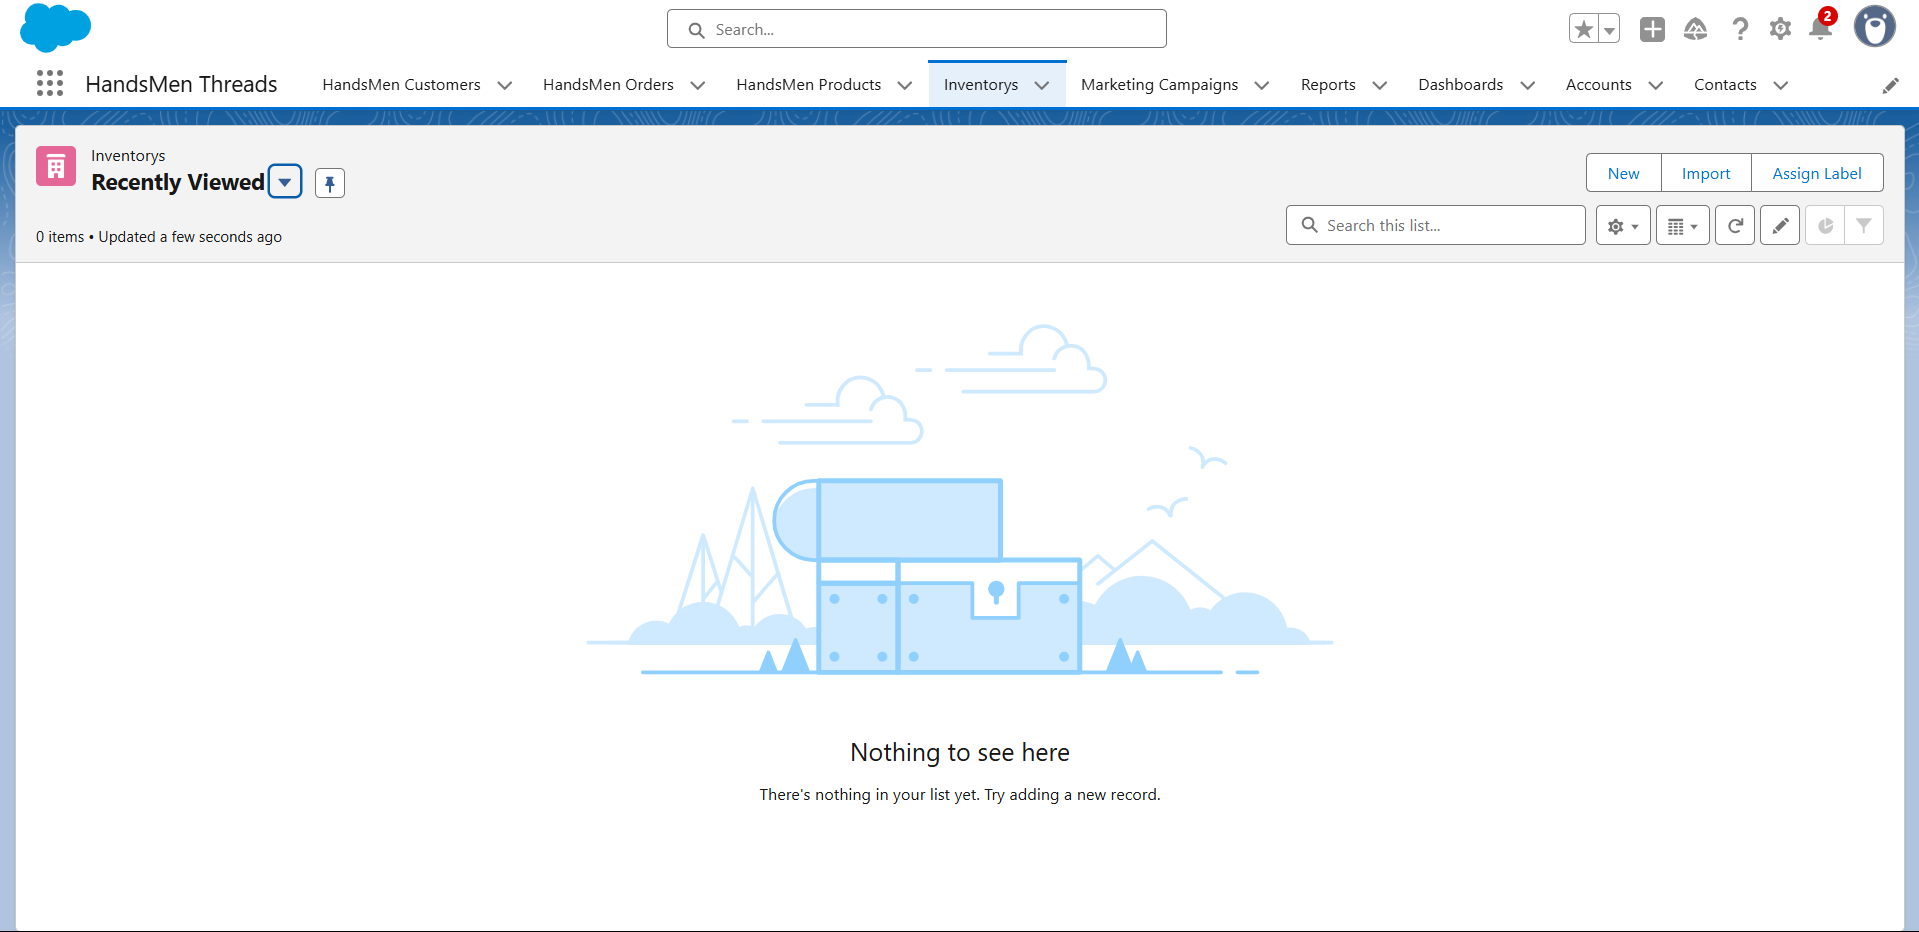 Search...
2
HandsMen Threads
HandsMen Customers
HandsMen Orders
HandsMen Products
Inventorys
Marketing Campaigns
Reports
Dashboards
Accounts
Contacts
Inventorys
Recently Viewed
New
Import
Assign Label
0 items • Updated a few seconds ago
Search this list...
Nothing to see here
There's nothing in your list yet. Try adding a new record.